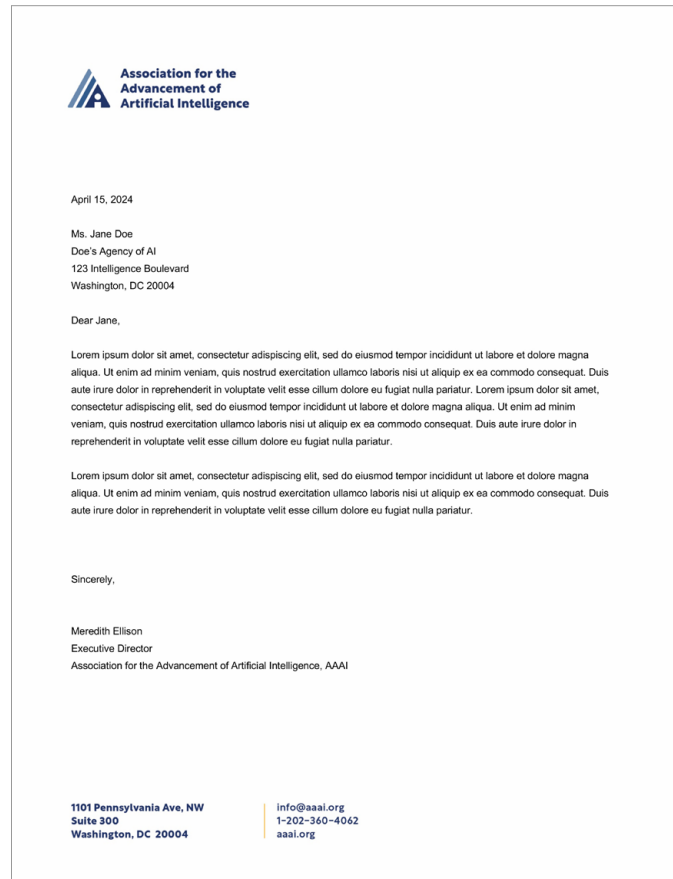 Association for the
Advancement of
Artificial Intelligence
April 15, 2024
Ms. Jane Doe
Doe's Agency of AI
123 Intelligence Boulevard
Washington, DC 20004
Dear Jane,
Lorem ipsum dolor sit amet, consectetur adipiscing elit, sed do eiusmod tempor incididunt ut labore et dolore magna
aliqua. Ut enim ad minim veniam, quis nostrud exercitation ullamco laboris nisi ut aliquip ex ea commodo consequat. Duis
aute irure dolor in reprehenderit in voluptate velit esse cillum dolore eu fugiat nulla pariatur. Lorem ipsum dolor sit amet,
consectetur adipiscing elit, sed do eiusmod tempor incididunt ut labore et dolore magna aliqua. Ut enim ad minim
veniam, quis nostrud exercitation ullamco laboris nisi ut aliquip ex ea commodo consequat. Duis aute irure dolor in
reprehenderit in voluptate velit esse cillum dolore eu fugiat nulla pariatur.
Lorem ipsum dolor sit amet, consectetur adipiscing elit, sed do eiusmod tempor incididunt ut labore et dolore magna
aliqua. Ut enim ad minim veniam, quis nostrud exercitation ullamco laboris nisi ut aliquip ex ea commodo consequat. Duis
aute irure dolor in reprehenderit in voluptate velit esse cillum dolore eu fugiat nulla pariatur.
Sincerely,
Meredith Ellison
Executive Director
Association for the Advancement of Artificial Intelligence, AAAI
1101 Pennsylvania Ave, NW
Suite 300
Washington, DC 20004
info@aaai.org
1-202-360-4062
aaai.org